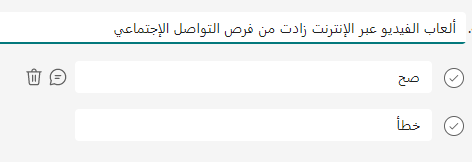 ألعاب الفيديو عبر الإنترنت زادت من فرص التواصل الإجتماعي
صح
خطأ